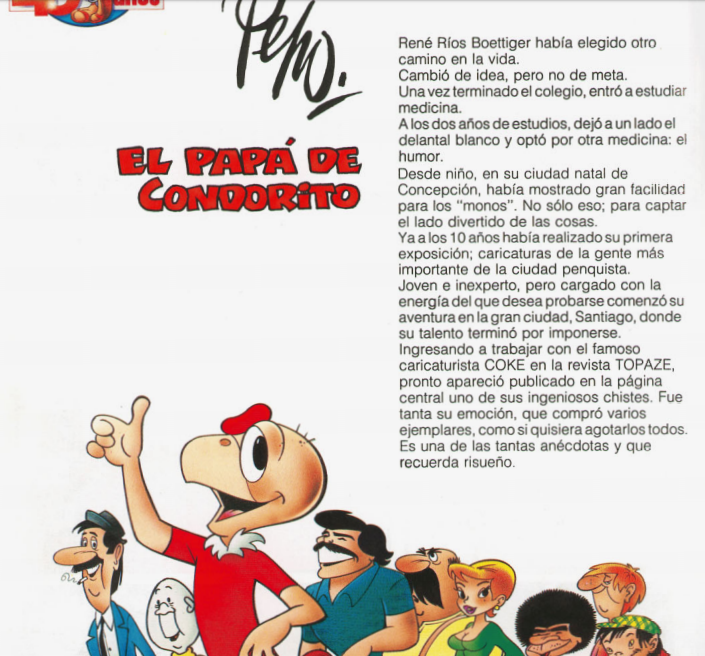 años
Pepo.
EL PAPÁ DE
CONDORITO
René Ríos Boettiger había elegido otro
camino en la vida.
Cambió de idea, pero no de meta.
Una vez terminado el colegio, entró a estudiar
medicina.
A los dos años de estudios, dejó a un lado el
delantal blanco y optó por otra medicina: el
humor.
Desde niño, en su ciudad natal de
Concepción, había mostrado gran facilidad
para los "monos". No sólo eso; para captar
el lado divertido de las cosas.
Ya a los 10 años había realizado su primera
exposición; caricaturas de la gente más
importante de la ciudad penquista.
Joven e inexperto, pero cargado con la
energía del que desea probarse comenzó su
aventura en la gran ciudad, Santiago, donde
su talento terminó por imponerse.
Ingresando a trabajar con el famoso
caricaturista COKE en la revista TOPAZE,
pronto apareció publicado en la página
central uno de sus ingeniosos chistes. Fue
tanta su emoción, que compró varios
ejemplares, como si quisiera agotarlos todos.
Es una de las tantas anécdotas y que
recuerda risueño.